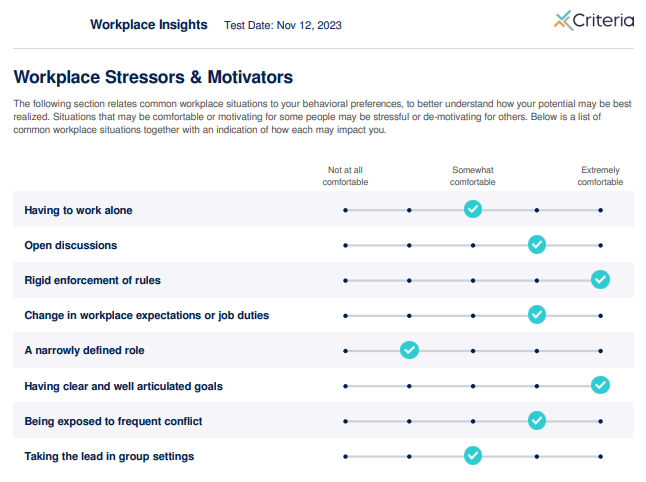 Workplace Insights Test Date: Nov 12, 2023
Criteria
Workplace Stressors & Motivators
The following section relates common workplace situations to your behavioral preferences, to better understand how your potential may be best
realized. Situations that may be comfortable or motivating for some people may be stressful or de-motivating for others. Below is a list of
common workplace situations together with an indication of how each may impact you.
Not at all Somewhat Extremely
comfortable comfortable comfortable
Having to work alone
Open discussions
Rigid enforcement of rules
Change in workplace expectations or job duties
A narrowly defined role
Having clear and well articulated goals
Being exposed to frequent conflict
Taking the lead in group settings